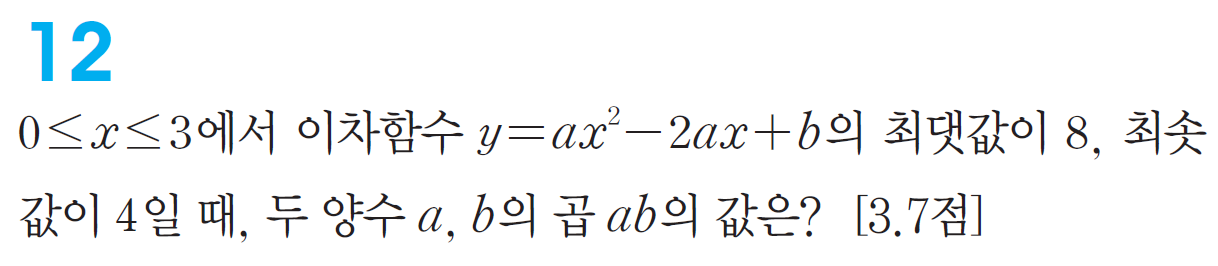 12
0≤x≤3에서 이차함수 y=ax²-2ax+b의 최댓값이 8, 최솟
값이 4일 때, 두 양수 a, b의 곱 ab의 값은? [3.7점]